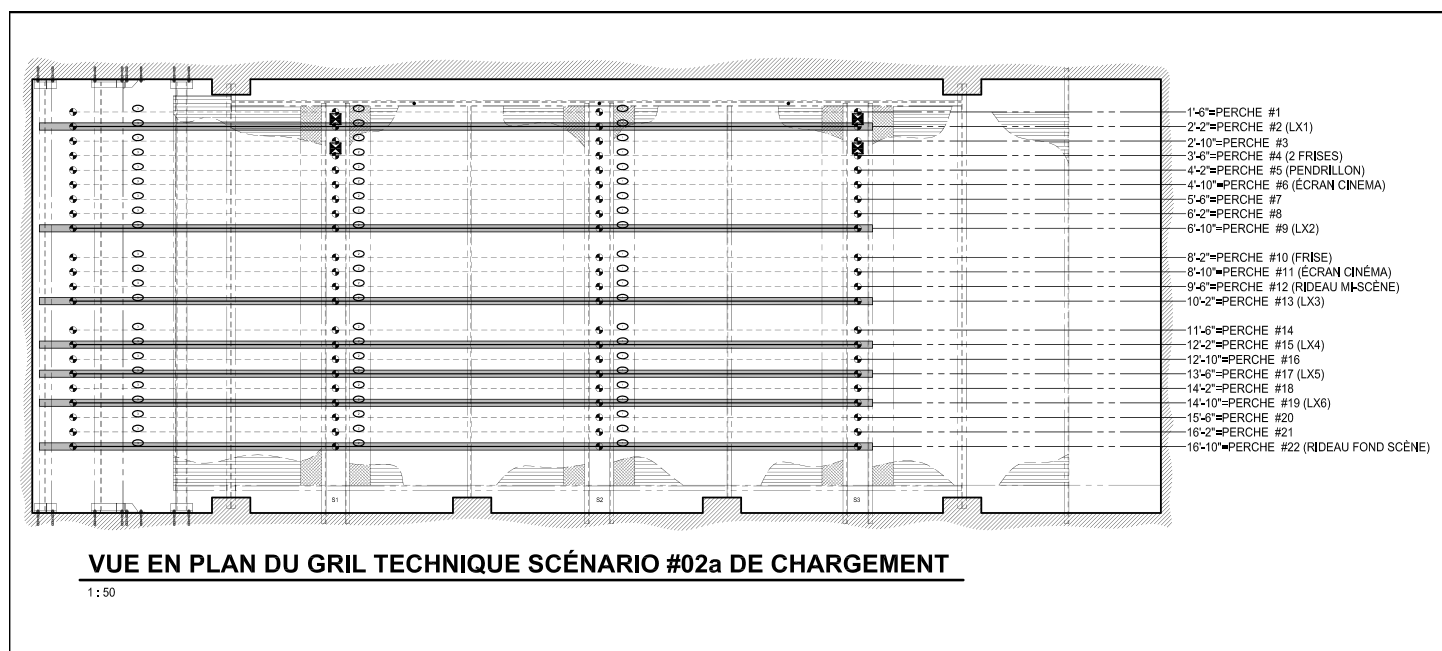 1'-6"=PERCHE #1
2'-2"=PERCHE #2 (LX1)
2'-10"=PERCHE #3
3'-6"=PERCHE #4 (2 FRISES)
4'-2"=PERCHE #5 (PENDRILLON)
4'-10"=PERCHE #6 (ÉCRAN CINEMA)
5'-6"=PERCHE #7
6'-2"=PERCHE #8
6'-10"=PERCHE #9 (LX2)
8'-2"=PERCHE #10 (FRISE)
8'-10"=PERCHE #11 (ÉCRAN CINÉMA)
9'-6"=PERCHE #12 (RIDEAU MI-SCÈNE)
10'-2"=PERCHE #13 (LX3)
11'-6"=PERCHE #14
12'-2"=PERCHE #15 (LX4)
12'-10"=PERCHE #16
13'-6"=PERCHE #17 (LX5)
14'-2"=PERCHE #18
14'-10"=PERCHE #19 (LX6)
15'-6"=PERCHE #20
16'-2"=PERCHE #21
16'-10"=PERCHE #22 (RIDEAU FOND SCÈNE)
S1 S2 S3
VUE EN PLAN DU GRIL TECHNIQUE SCÉNARIO #02a DE CHARGEMENT
1 : 50